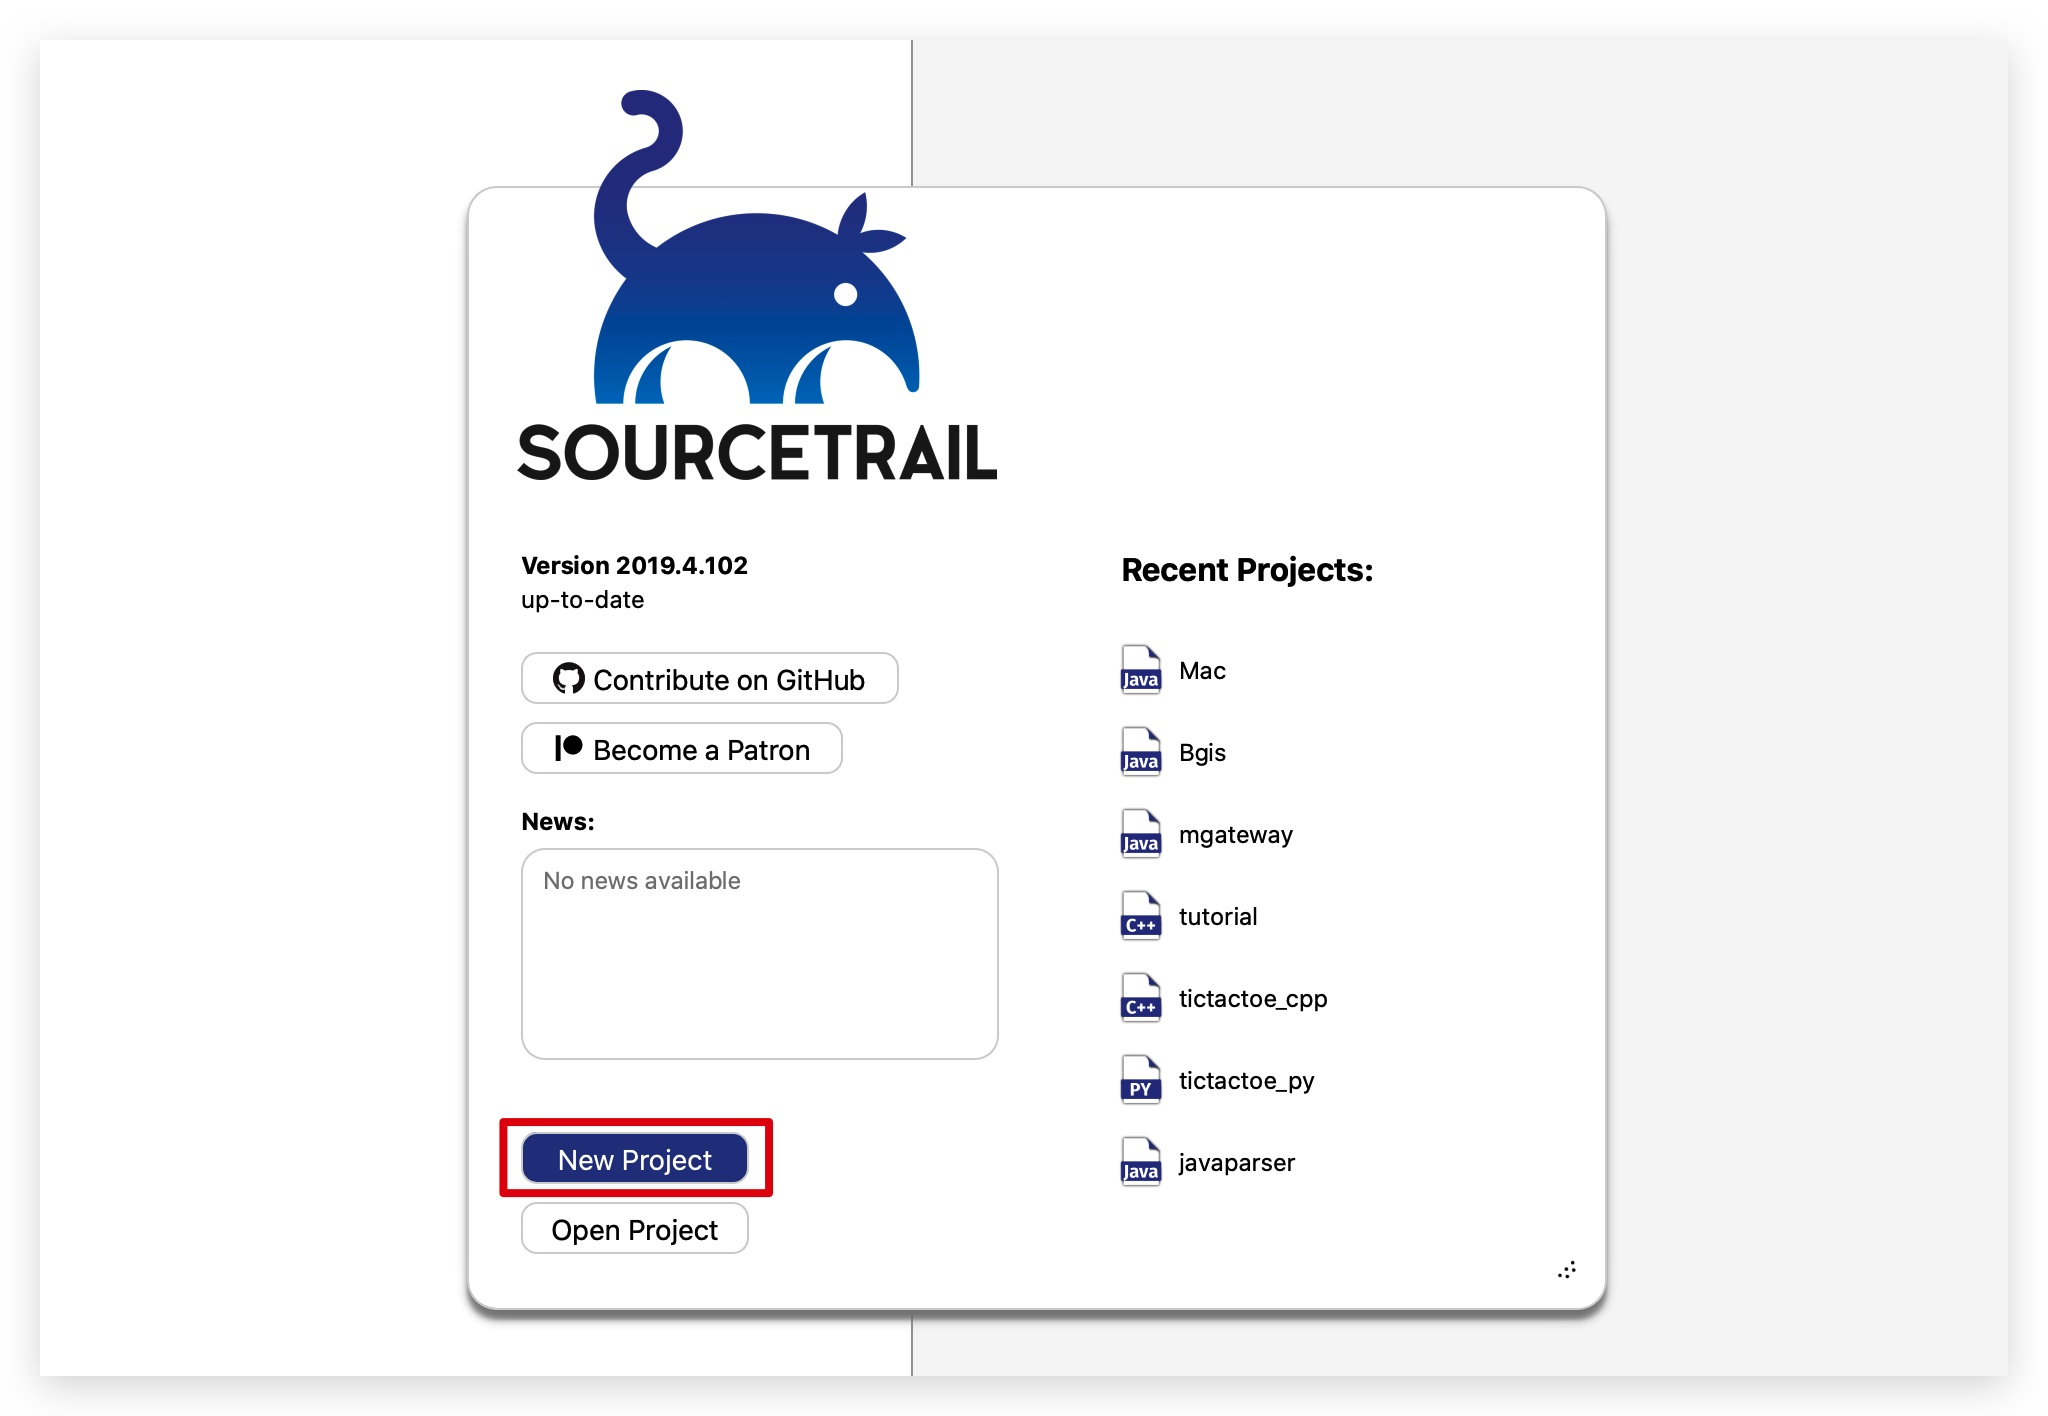 SOURCETRAIL
Version 2019.4.102
up-to-date
Contribute on GitHub
Become a Patron
News:
No news available
New Project
Open Project
Recent Projects:
Java Mac
Java Bgis
Java mgateway
C++ tutorial
C++ tictactoe_cpp
PY tictactoe_py
Java javaparser